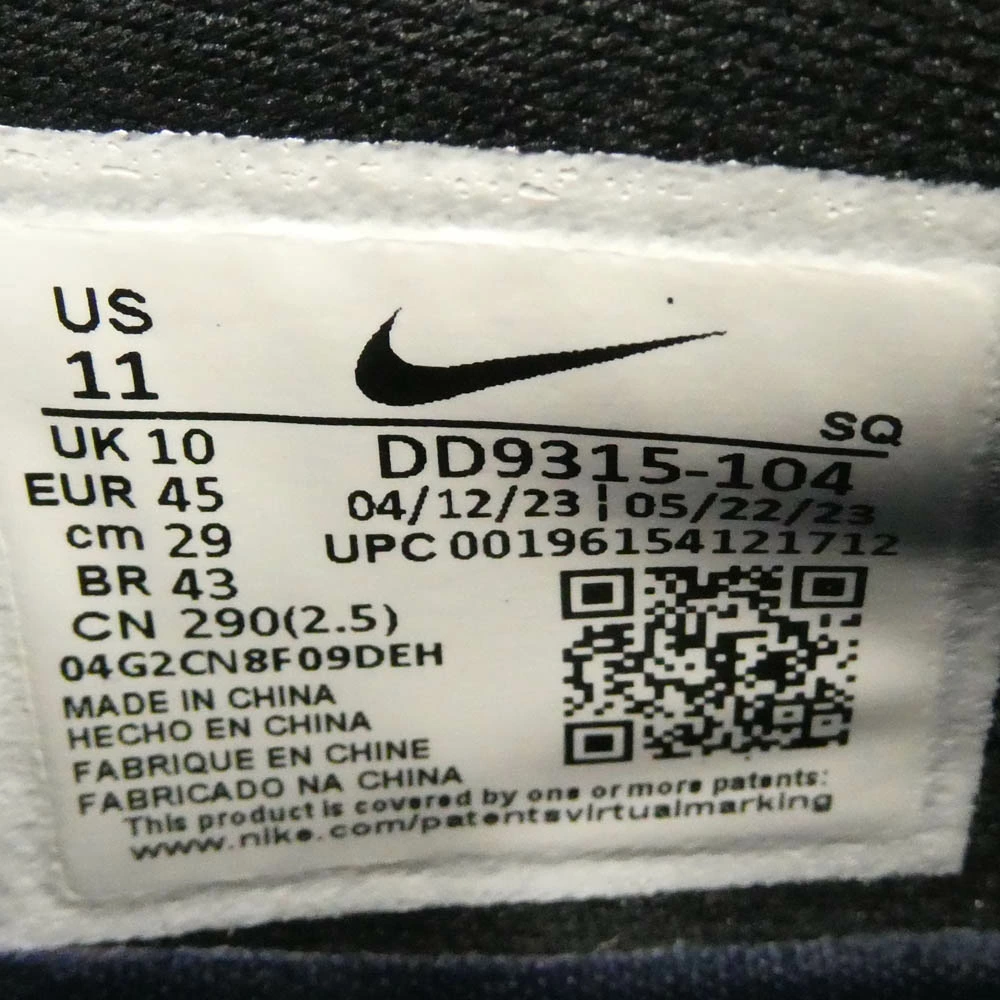 US
11
SQ
UK 10
EUR 45
cm 29
BR 43
CN 290(2.5)
DD9315-104
04/12/23 | 05/22/23
UPC 00196154121712
04G2CN8F09DEH
MADE IN CHINA
HECHO EN CHINA
FABRIQUE EN CHINE
FABRICADO NA CHINA
This product is covered by one or more patents:
www.nike.com/patentsvirtualmarking